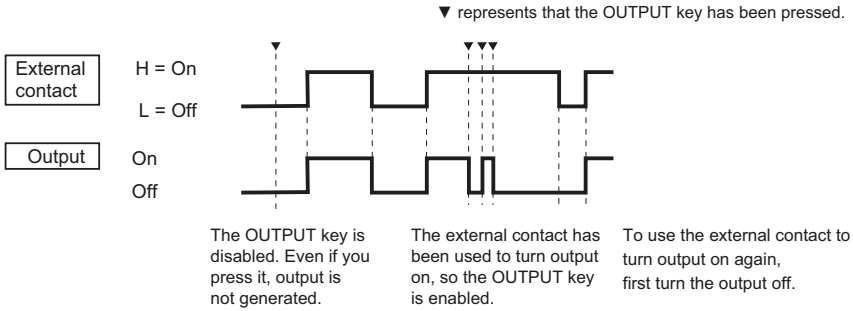 ▼ represents that the OUTPUT key has been pressed.
External
contact
H = On
L = Off
Output
On
Off
The OUTPUT key is
disabled. Even if you
press it, output is
not generated.
The external contact has
been used to turn output
on, so the OUTPUT key
is enabled.
To use the external contact to
turn output on again,
first turn the output off.